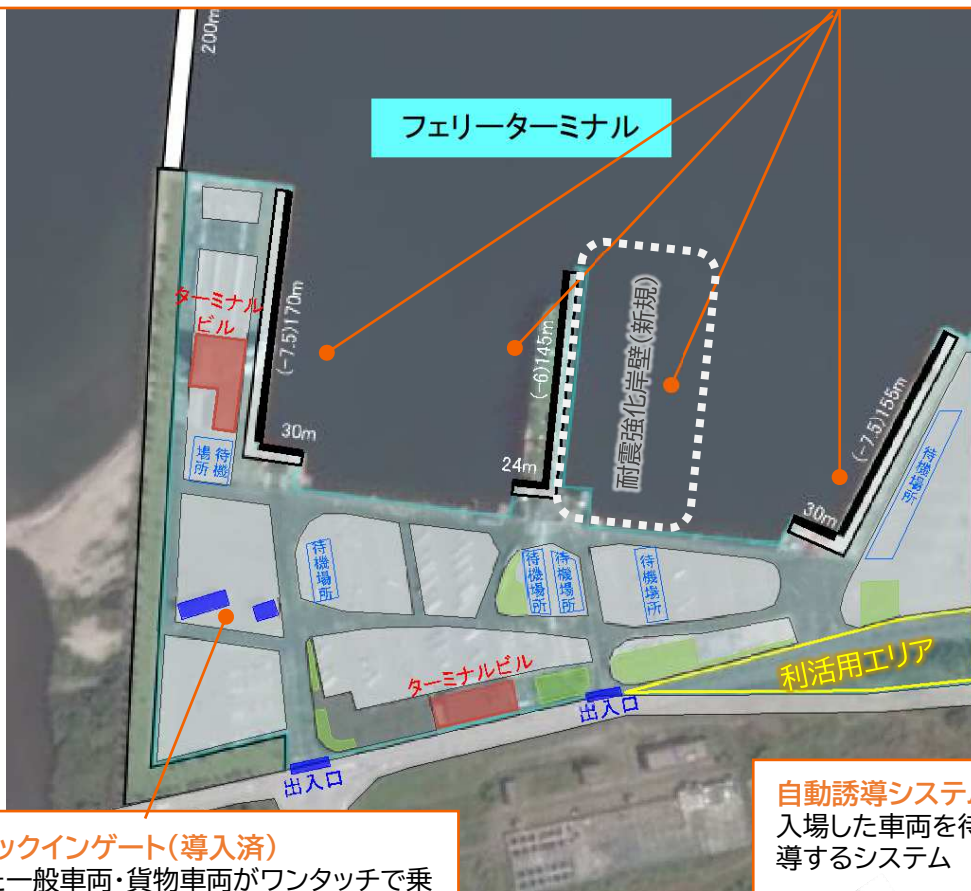 200m
フェリーターミナル
ターミナル
ビル
(-7.5)170m
30m
待機
場所
(-6)145m
24m
耐震強化岸壁(新規)
(-7.5)155m
30m
待機場所
待機場所
待機場所
待機場所
待機場所
ターミナルビル
利活用エリア
出入口
出入口
ックインゲート(導入済)
一般車両・貨物車両がワンタッチで乗
自動誘導システ
入場した車両を待
導するシステム